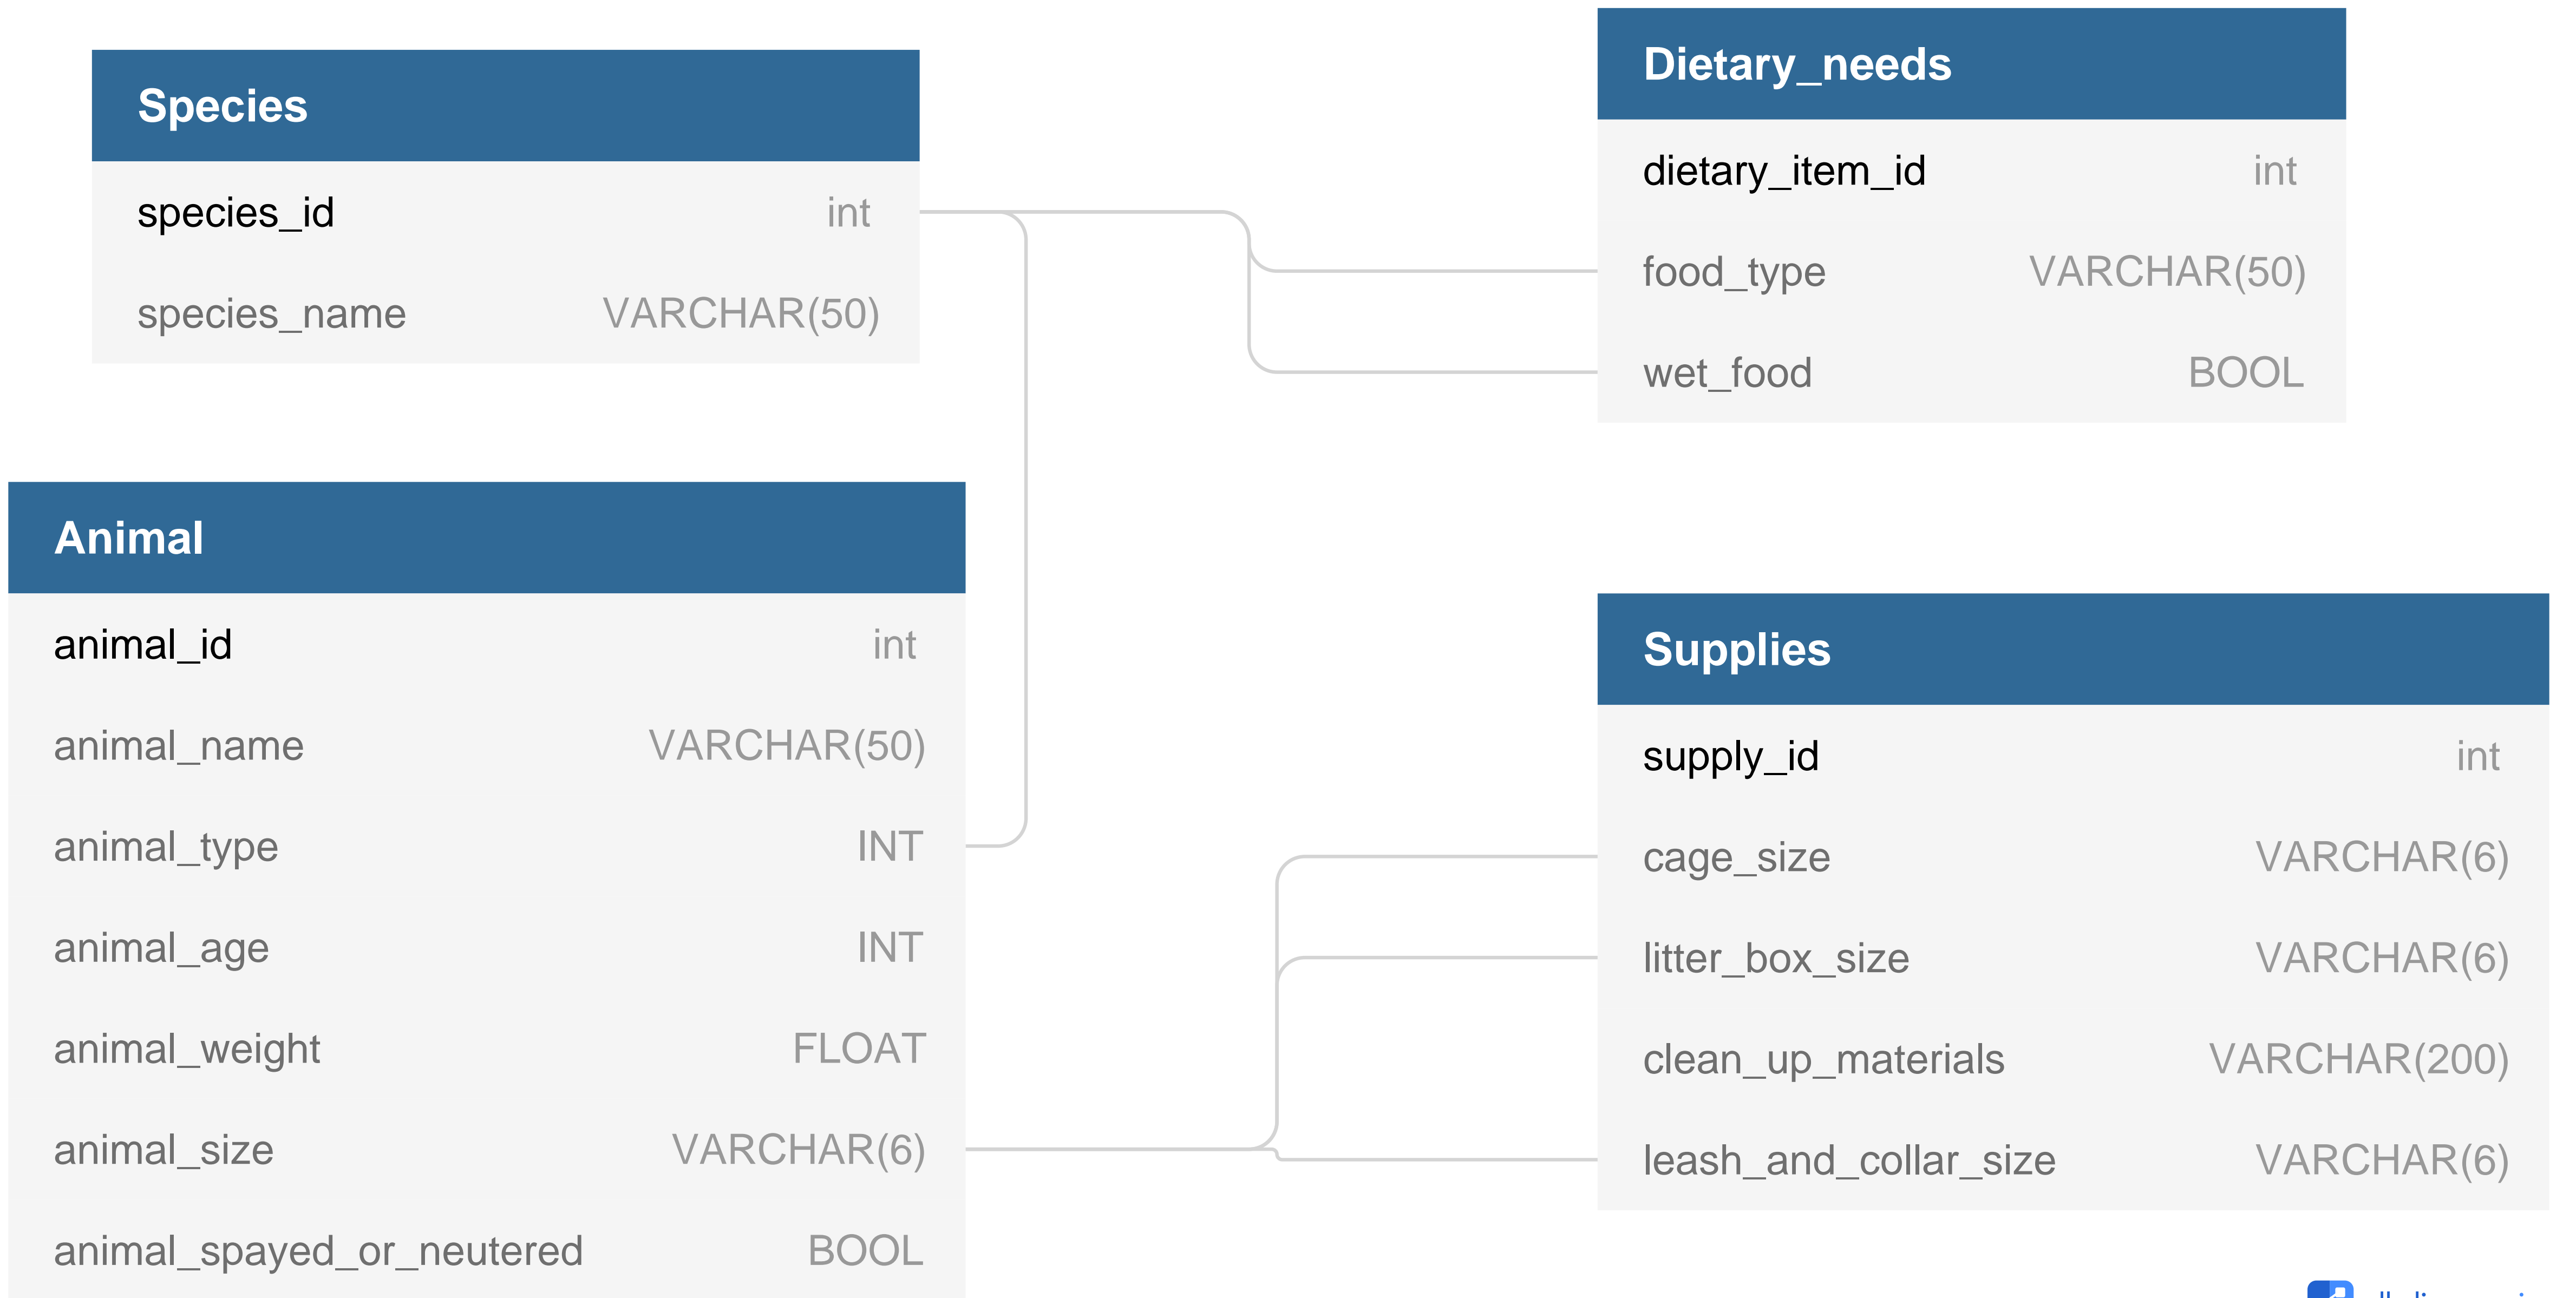 Species
species_id int
species_name VARCHAR(50)
Dietary_needs
dietary_item_id int
food_type VARCHAR(50)
wet_food BOOL
Animal
animal_id int
animal_name VARCHAR(50)
animal_type INT
animal_age INT
animal_weight FLOAT
animal_size VARCHAR(6)
animal_spayed_or_neutered BOOL
Supplies
supply_id int
cage_size VARCHAR(6)
litter_box_size VARCHAR(6)
clean_up_materials VARCHAR(200)
leash_and_collar_size VARCHAR(6)